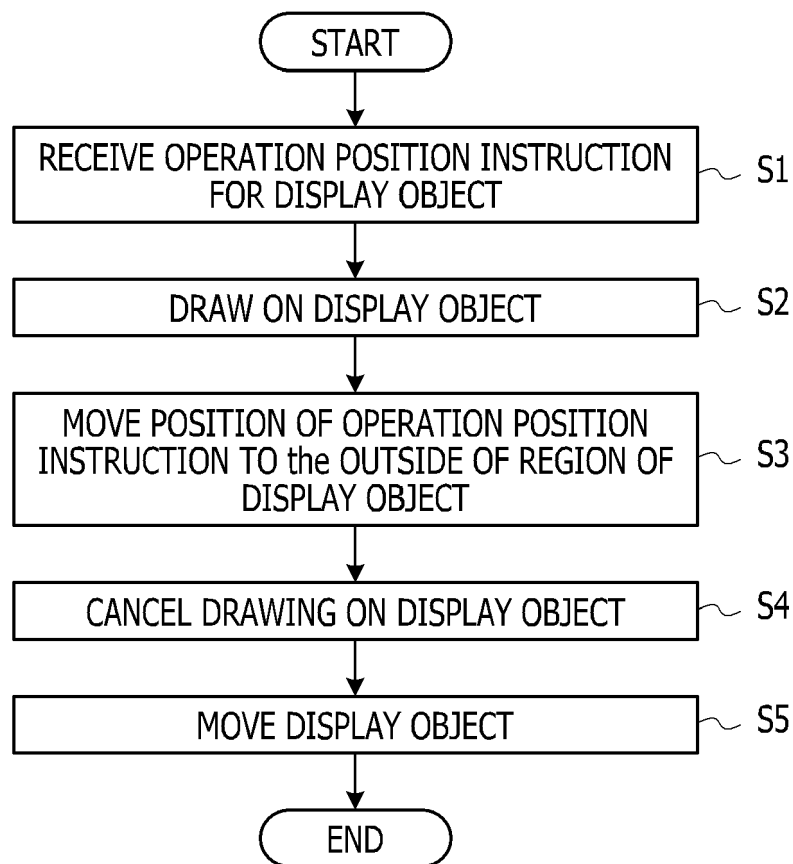 START
RECEIVE OPERATION POSITION INSTRUCTION
FOR DISPLAY OBJECT
S1
DRAW ON DISPLAY OBJECT
S2
MOVE POSITION OF OPERATION POSITION
INSTRUCTION TO the OUTSIDE OF REGION OF
DISPLAY OBJECT
S3
CANCEL DRAWING ON DISPLAY OBJECT
S4
MOVE DISPLAY OBJECT
S5
END